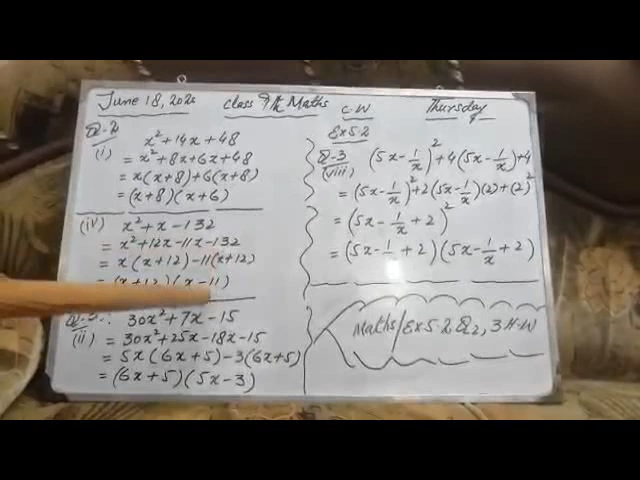 June 18, 2020 class 9th Maths C.W Thursday
Ex 5.2
Q.2
(i) x² + 14x + 48
= x² + 8x + 6x + 48
= x(x+8) + 6(x+8)
= (x+8)(x+6)
(iv) x² + x - 132
= x² + 12x - 11x - 132
= x(x+12) - 11(x+12)
= (x+12)(x-11)
30x² + 7x - 15
(ii) = 30x² + 25x - 18x - 15
= 5x(6x+5) - 3(6x+5)
= (6x+5)(5x-3)
Q-3
(viii) (5x - 1/x)² + 4(5x - 1/x) + 4
= (5x - 1/x)² + 2(5x - 1/x)(2) + (2)²
= (5x - 1/x + 2)²
= (5x - 1/x + 2)(5x - 1/x + 2)
Maths/Ex 5.2 Q2, 3 H.W